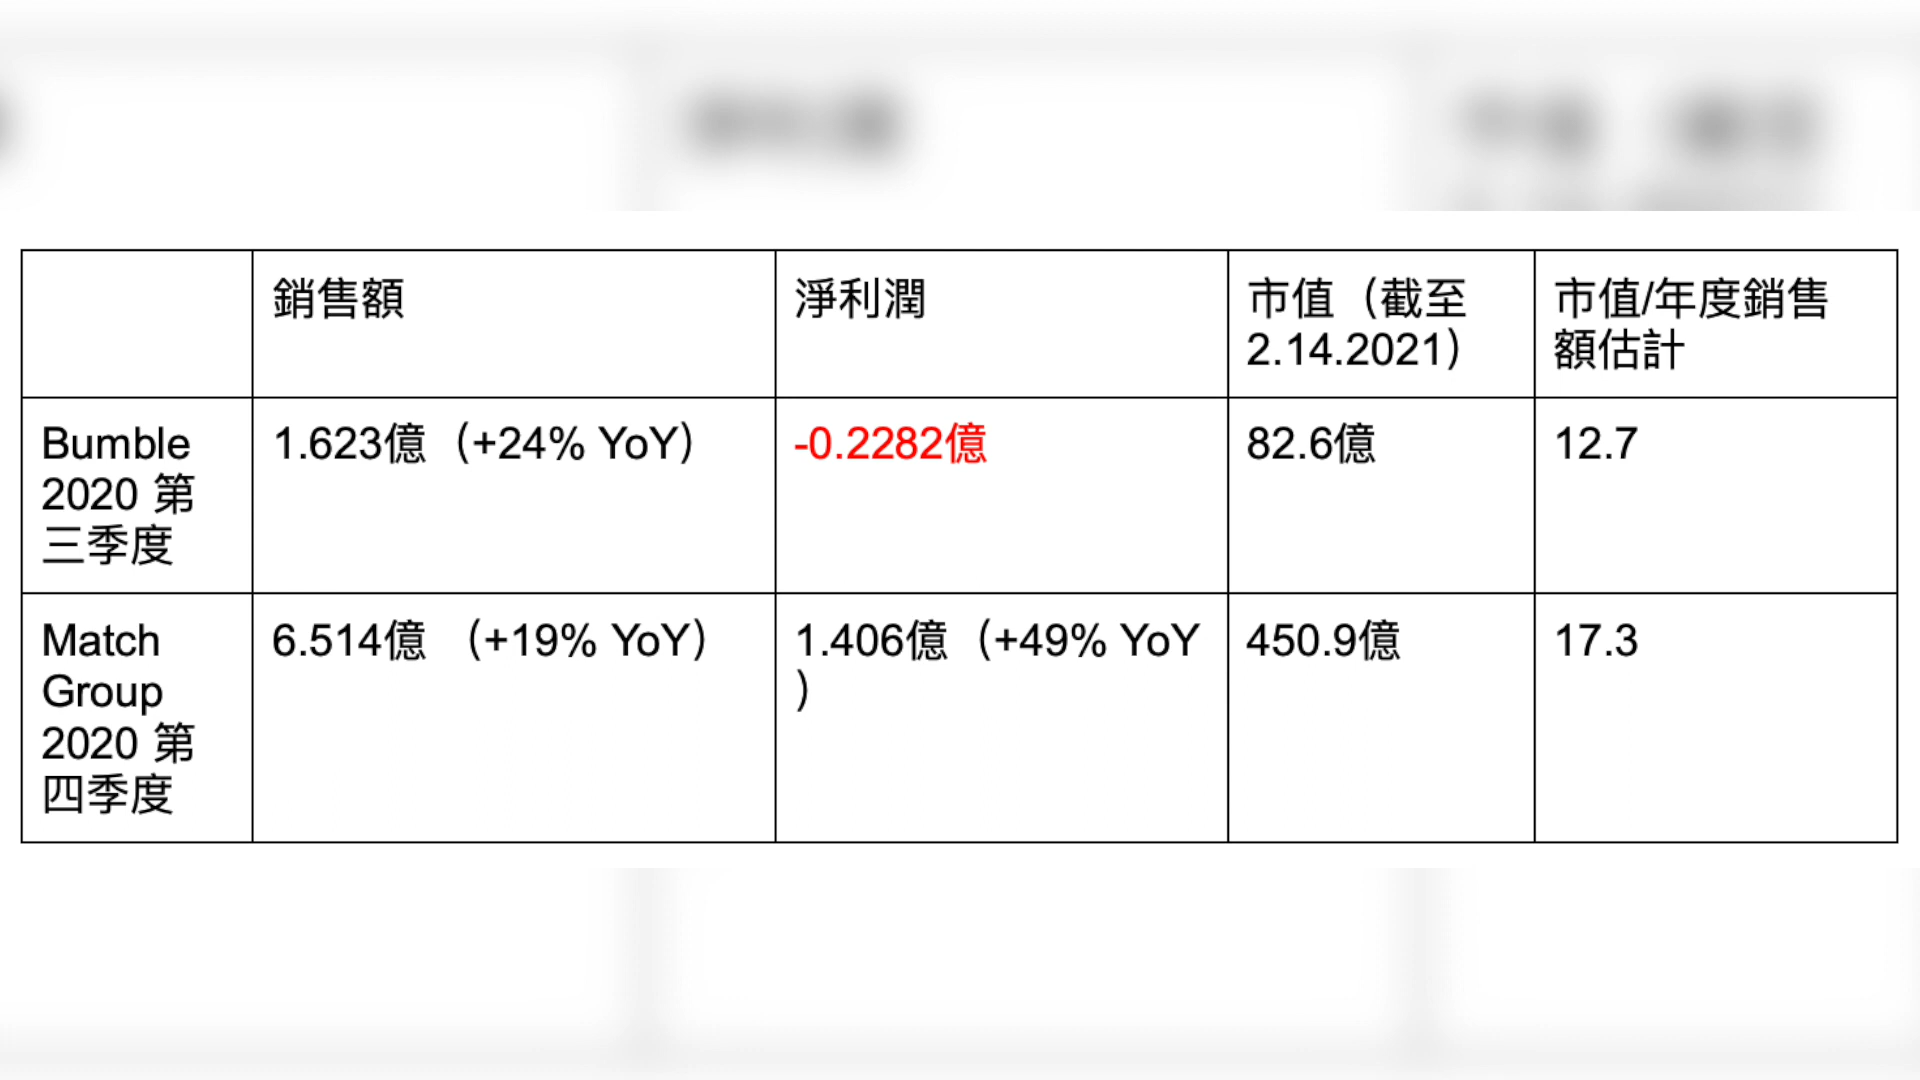 銷售額
淨利潤
市值（截至
2.14.2021）
市值/年度銷售
額估計
Bumble
2020 第
三季度
1.623億（+24% YoY）
-0.2282億
82.6億
12.7
Match
Group
2020 第
四季度
6.514億 （+19% YoY）
1.406億（+49% YoY
）
450.9億
17.3